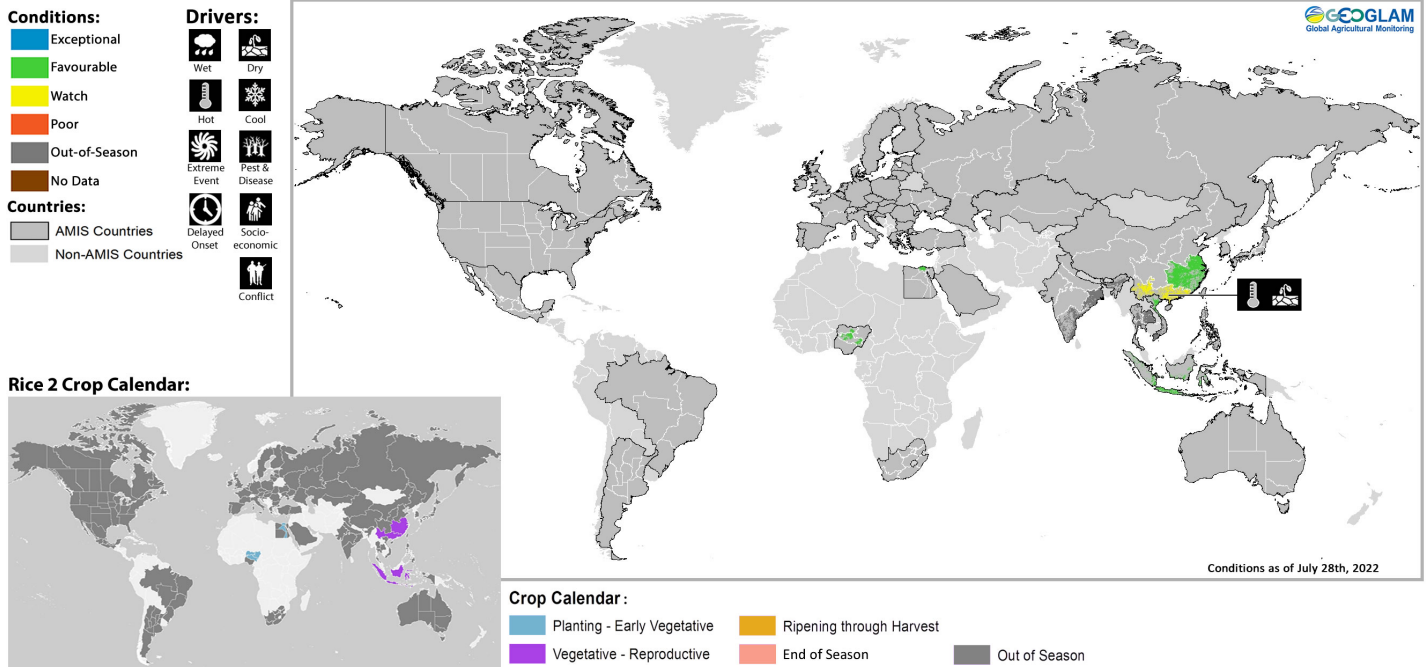 Conditions:
Exceptional
Favourable
Watch
Poor
Out-of-Season
No Data
Countries:
AMIS Countries
Non-AMIS Countries
Drivers:
Wet
Dry
Hot
Cool
Extreme
Event
Pest &
Disease
Delayed
Onset
Socio-
economic
Conflict
GEOGLAM
Global Agricultural Monitoring
Rice 2 Crop Calendar:
Conditions as of July 28th, 2022
Crop Calendar :
Planting - Early Vegetative
Ripening through Harvest
Vegetative - Reproductive
End of Season
Out of Season